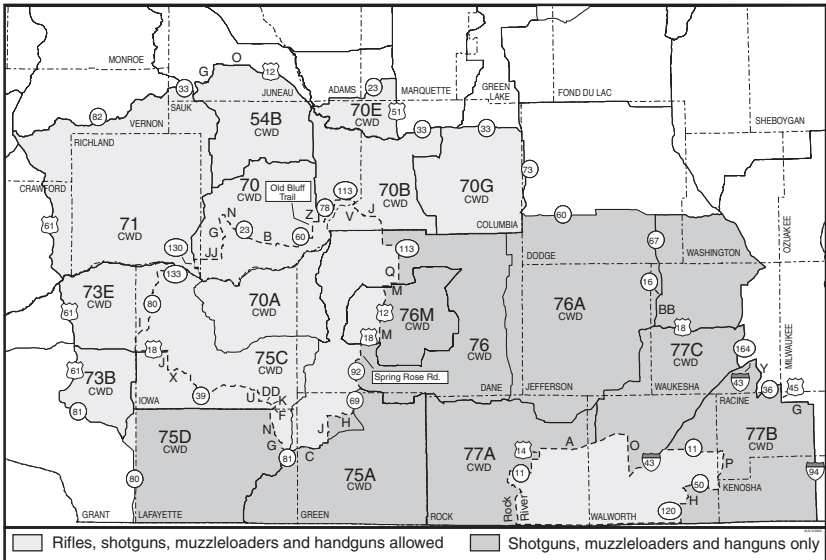 MONROE
G
O
12
33
JUNEAU
ADAMS
23
MARQUETTE
GREEN
LAKE
FOND DU LAC
SHEBOYGAN
82
VERNON
SAUK
70E
CWD
51
54B
CWD
33
33
RICHLAND
CRAWFORD
61
71
CWD
70
CWD
Old Bluff
Trail
113
78
70B
CWD
70G
CWD
73
N
G
23
B
JJ
Z
60
V
J
COLUMBIA
60
OZUAKEE
130
133
113
Q
DODGE
67
WASHINGTON
73E
CWD
61
80
I
70A
CWD
M
12
76M
CWD
18
M
76
CWD
76A
CWD
16
BB
18
MILWAUKEE
18
J
X
75C
CWD
77C
CWD
164
61
73B
CWD
81
39
U
DD
K
F
92
Spring Rose Rd.
DANE
JEFFERSON
WAUKESHA
43
Y
36
45
IOWA
69
RACINE
G
75D
CWD
N
G
J
H
81
C
75A
CWD
77A
CWD
14
11
A
O
43
11
P
77B
CWD
80
50
KENOSHA
94
H
120
Rock
River
GRANT
LAFAYETTE
GREEN
ROCK
WALWORTH
Rifles, shotguns, muzzleloaders and handguns allowed
Shotguns, muzzleloaders and hanguns only